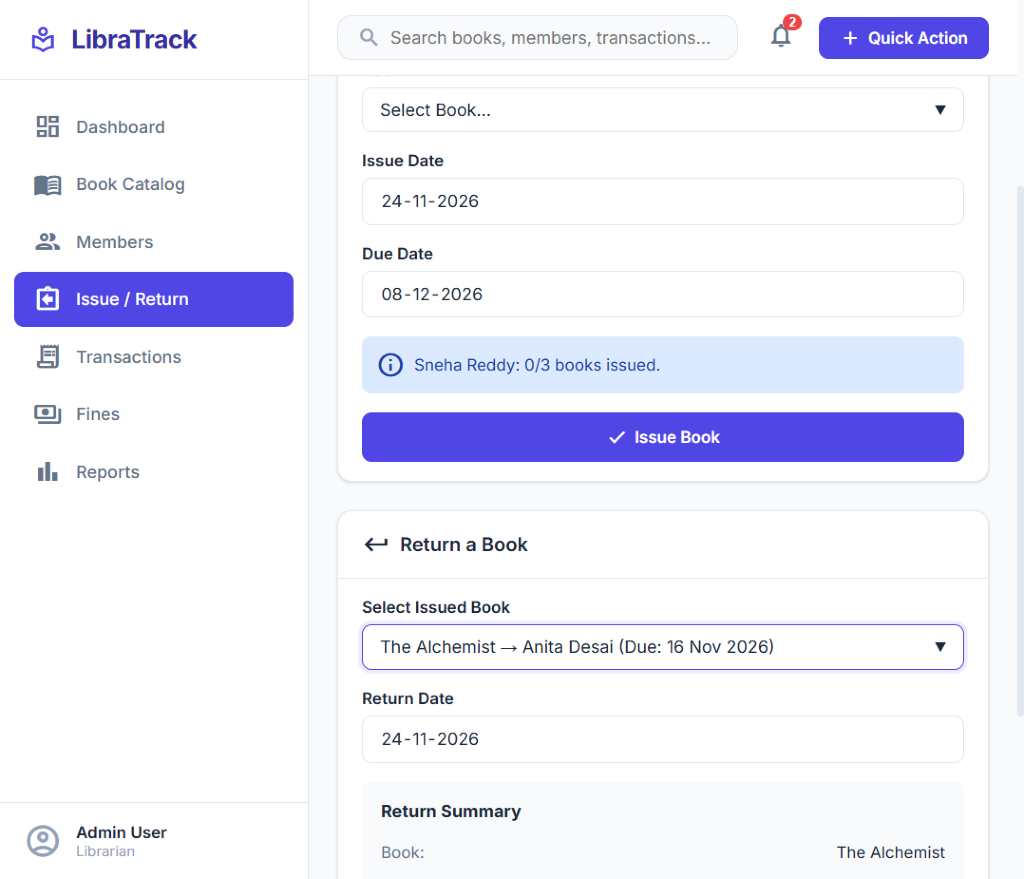 LibraTrack
Search books, members, transactions...
2
Quick Action
Dashboard
Book Catalog
Members
Issue / Return
Transactions
Fines
Reports
Admin User
Librarian
Select Book...
Issue Date
24-11-2026
Due Date
08-12-2026
Sneha Reddy: 0/3 books issued.
Issue Book
Return a Book
Select Issued Book
The Alchemist → Anita Desai (Due: 16 Nov 2026)
Return Date
24-11-2026
Return Summary
Book: The Alchemist